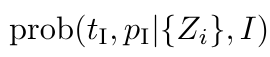 prob(t_I, p_I|{Z_i}, I)